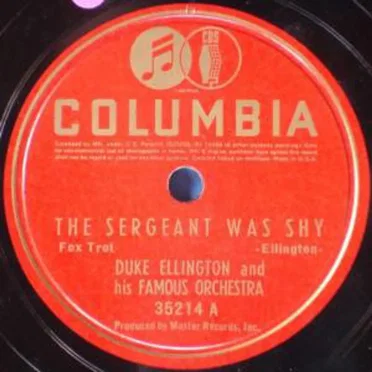 CBS
COLUMBIA
THE SERGEANT WAS SHY
Fox Trot -Ellington-
DUKE ELLINGTON and
his FAMOUS ORCHESTRA
35214 A
Produced by Master Records, Inc.